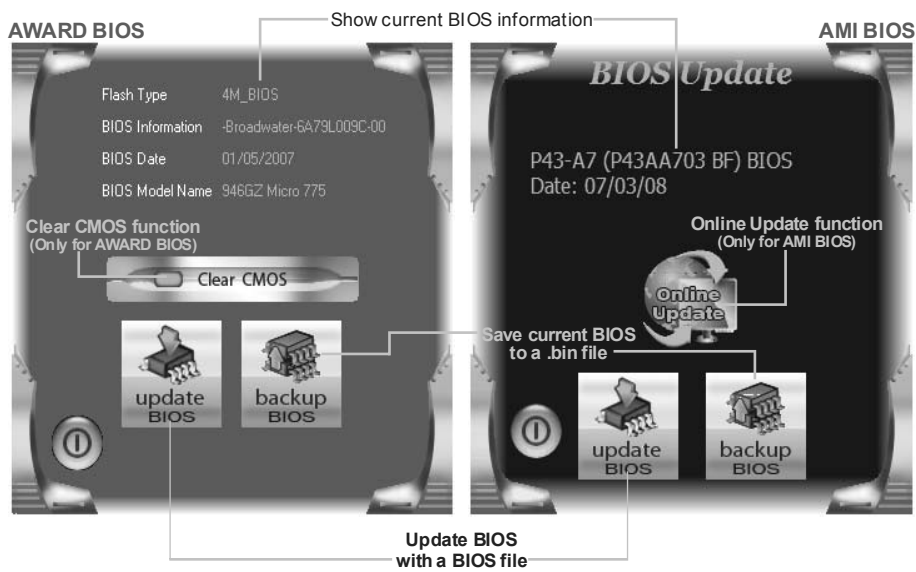 Show current BIOS information
AWARD BIOS
AMI BIOS
Flash Type 4M_BIOS
BIOS Information -Broadwater-6A79L009C-00
BIOS Date 01/05/2007
BIOS Model Name 946GZ Micro 775
Clear CMOS function
(Only for AWARD BIOS)
Clear CMOS
update
BIOS
backup
BIOS
BIOS Update
P43-A7 (P43AA703 BF) BIOS
Date: 07/03/08
Online Update function
(Only for AMI BIOS)
Online
Update
Save current BIOS
to a .bin file
update
BIOS
backup
BIOS
Update BIOS
with a BIOS file